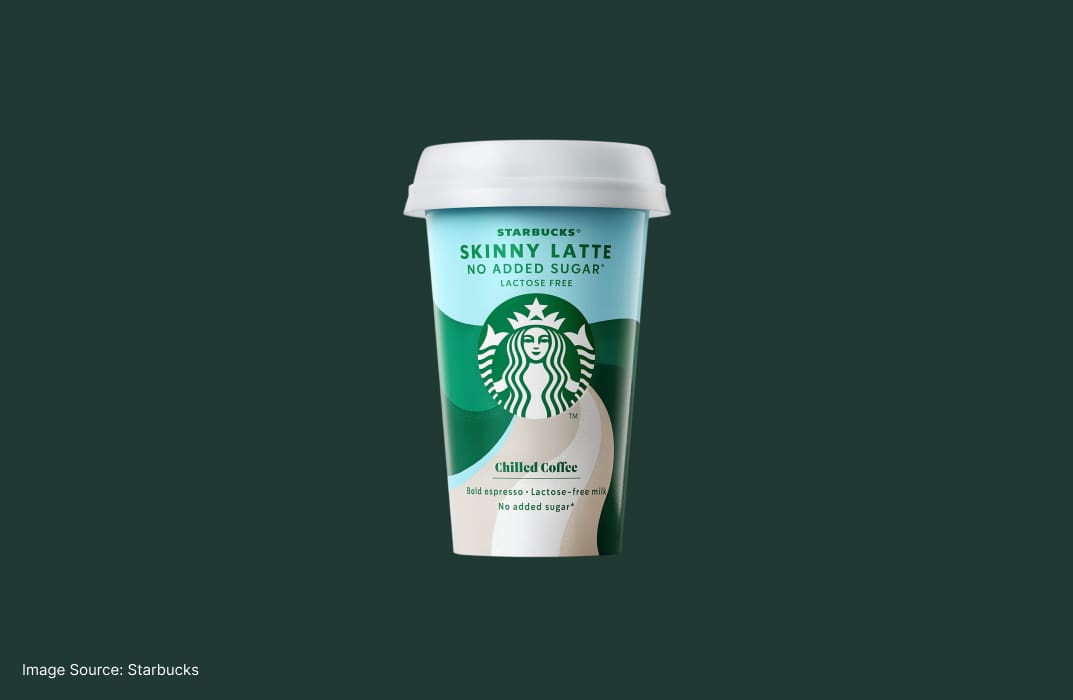 STARBUCKS®
SKINNY LATTE
NO ADDED SUGAR*
LACTOSE FREE
TM
Chilled Coffee
Bold espresso • Lactose-free milk
No added sugar*
Image Source: Starbucks